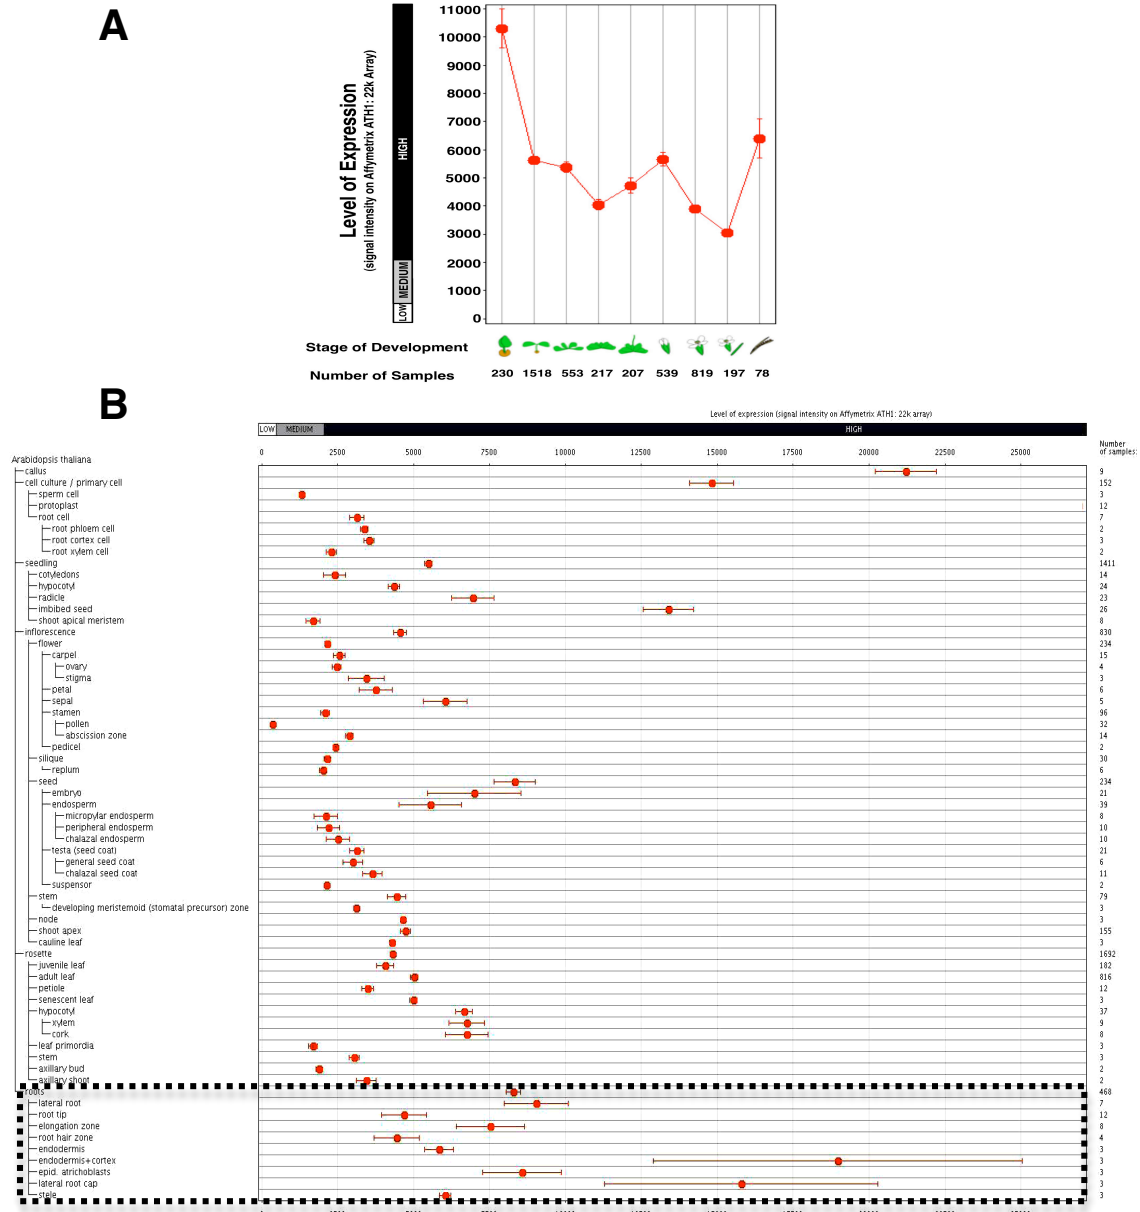 A
Level of Expression
(signal intensity on Affymetrix ATH1: 22k Array)
HIGH
MEDIUM
LOW
11000
10000
9000
8000
7000
6000
5000
4000
3000
2000
1000
0
Stage of Development
Number of Samples 230 1518 553 217 207 539 819 197 78
B
Level of expression (signal intensity on Affymetrix ATH1: 22k array)
LOW MEDIUM HIGH
Number
of samples:
0 2500 5000 7500 10000 12500 15000 17500 20000 22500 25000
Arabidopsis thaliana
callus 9
cell culture / primary cell 152
sperm cell 3
protoplast 12
root cell 7
root phloem cell 2
root cortex cell 3
root xylem cell 2
seedling 1411
cotyledons 14
hypocotyl 24
radicle 23
imbibed seed 26
shoot apical meristem 8
inflorescence 830
flower 234
carpel 15
ovary 4
stigma 3
petal 6
sepal 5
stamen 96
pollen 32
abscission zone 14
pedicel 2
silique 30
replum 6
seed 234
embryo 21
endosperm 39
micropylar endosperm 8
peripheral endosperm 10
chalazal endosperm 10
testa (seed coat) 21
general seed coat 6
chalazal seed coat 11
suspensor 2
stem 79
developing meristemoid (stomatal precursor) zone 3
node 3
shoot apex 155
cauline leaf 3
rosette 1692
juvenile leaf 182
adult leaf 816
petiole 12
senescent leaf 3
hypocotyl 37
xylem 9
cork 8
leaf primordia 3
stem 3
axillary bud 2
axillary shoot 2
roots 468
lateral root 7
root tip 12
elongation zone 8
root hair zone 4
endodermis 3
endodermis+cortex 3
epid. atrichoblasts 3
lateral root cap 3
stele 3